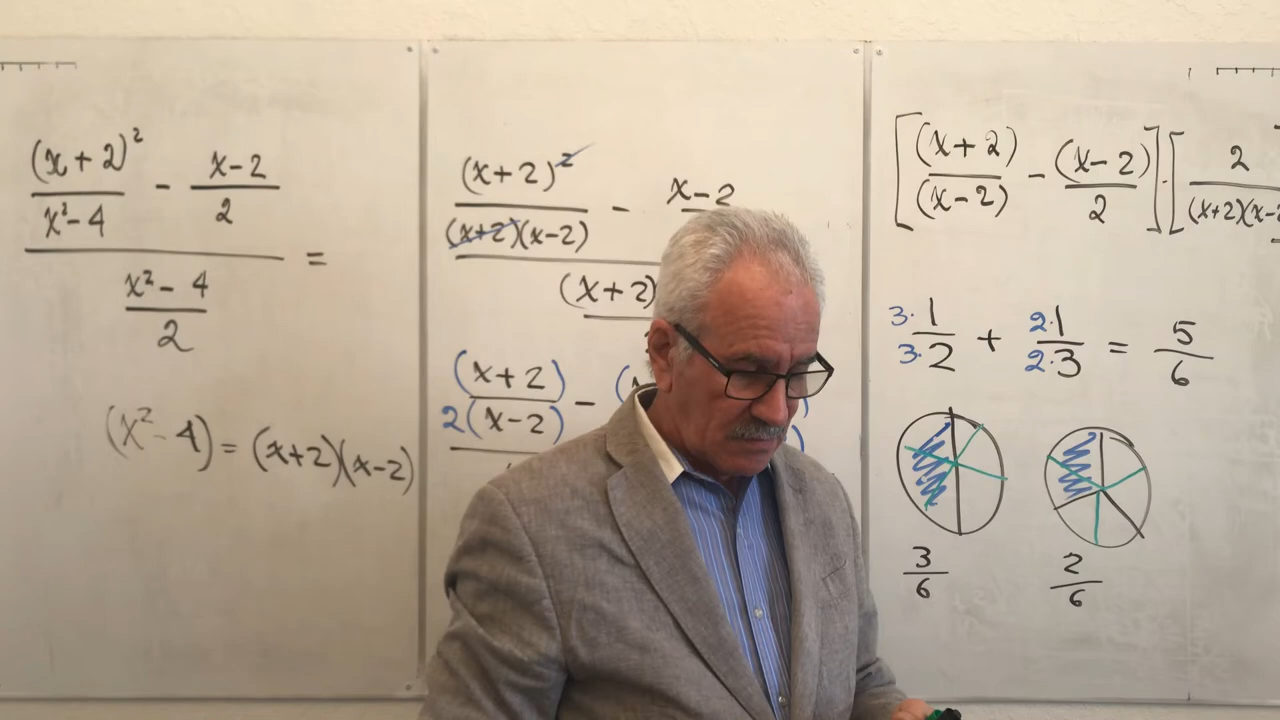 (x+2)²
x²-4
- x-2
2
=
x²-4
2
(x²-4) = (x+2)(x-2)
(x+2)²
(x+2)(x-2)
- x-2
(x+2)
(x+2)
2(x-2)
- (
[(x+2)
(x-2)
- (x-2)
2
] · [
2
(x+2)(x-
3·1
3·2
+ 2·1
2·3
= 5
6
3
6
2
6